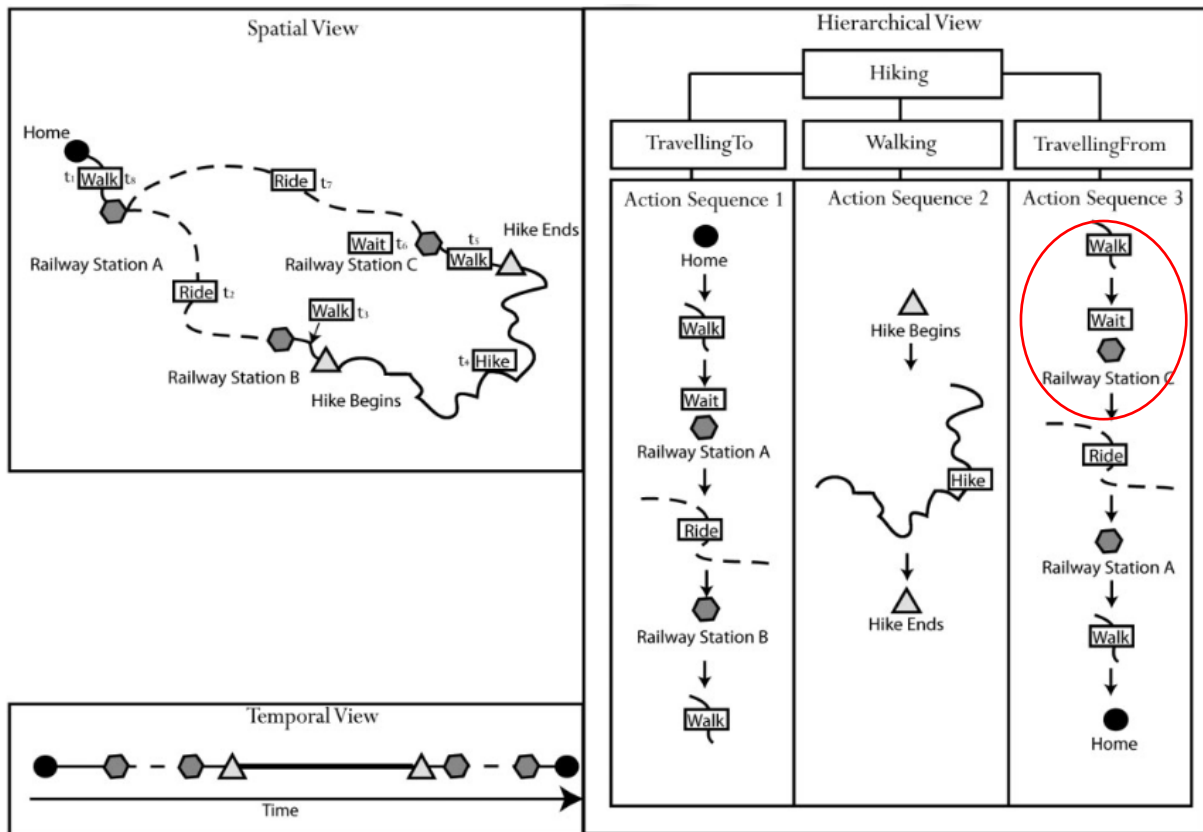 Spatial View
Home
t₁ Walk t₈
Ride t₇
Hike Ends
Wait t₆
t₅
Railway Station A
Railway Station C
Walk
Ride t₂
Walk t₃
t₄ Hike
Railway Station B
Hike Begins
Temporal View
Time
Hierarchical View
Hiking
TravellingTo
Walking
TravellingFrom
Action Sequence 1
Home
Walk
Wait
Railway Station A
Ride
Railway Station B
Walk
Action Sequence 2
Hike Begins
Hike
Hike Ends
Action Sequence 3
Walk
Wait
Railway Station C
Ride
Railway Station A
Walk
Home